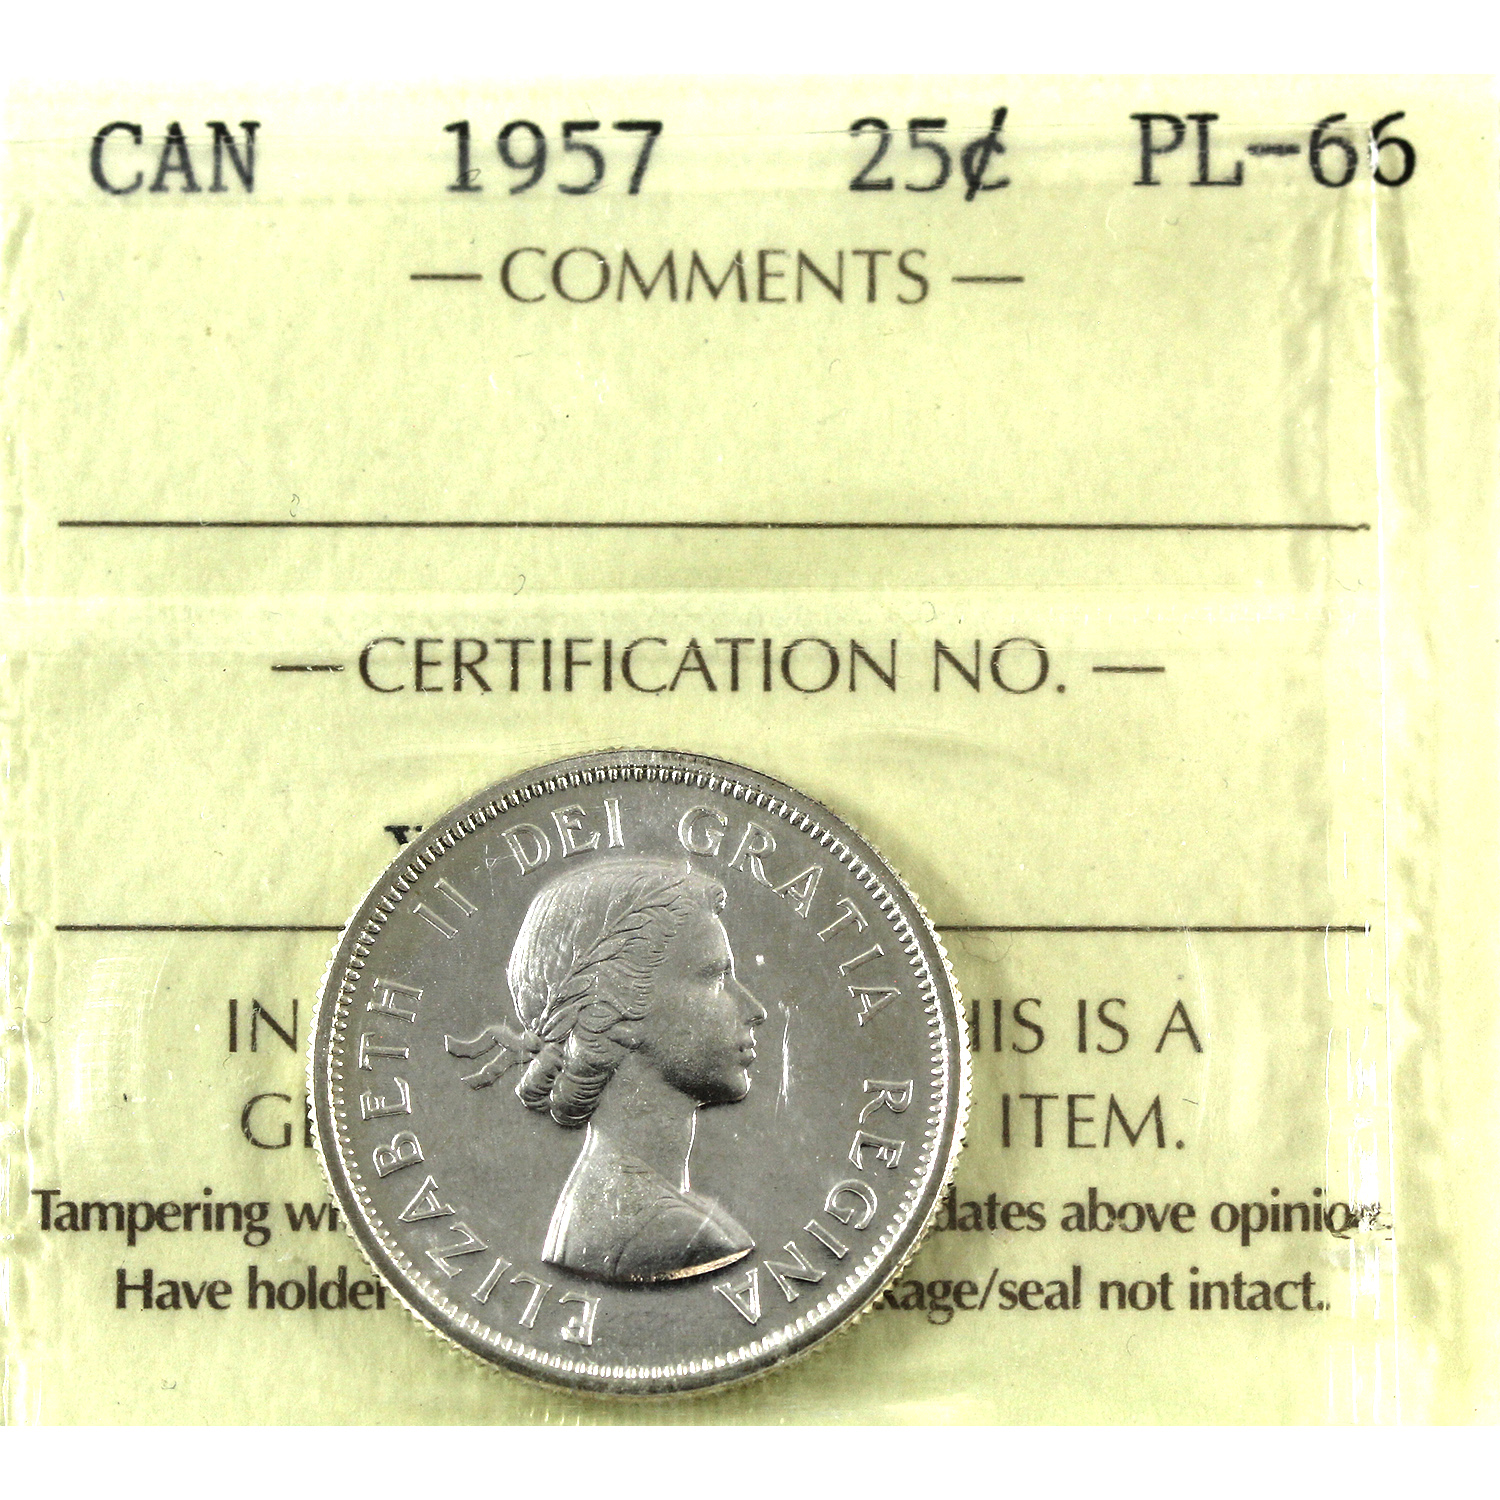 CAN 1957 25¢ PL-66
— COMMENTS —
— CERTIFICATION NO. —
IN HIS IS A
G ITEM.
Tampering dates above opinion.
Have holder age/seal not intact.
ELIZABETH II DEI GRATIA REGINA